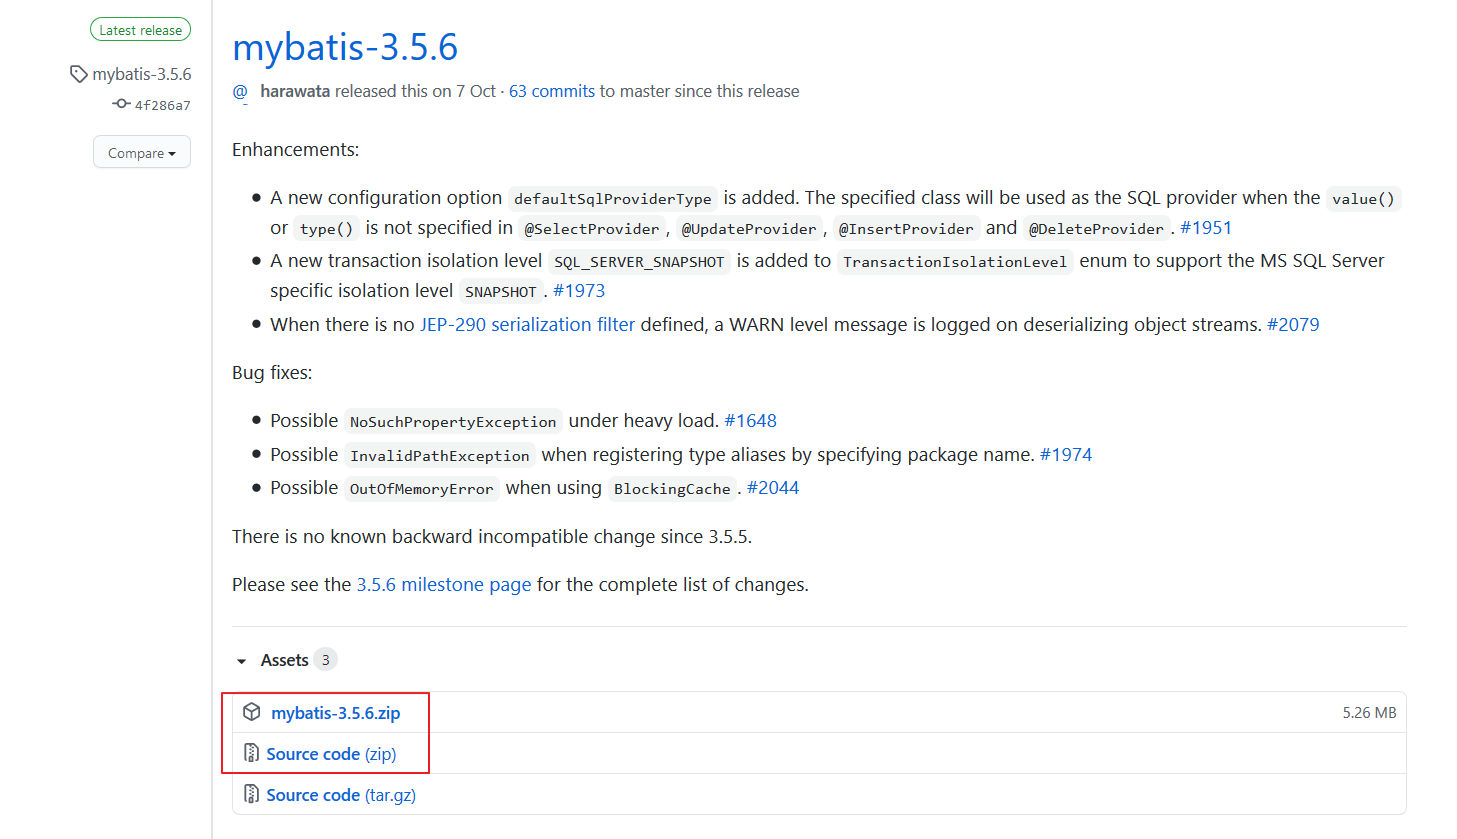 Latest release
mybatis-3.5.6
4f286a7
Compare
mybatis-3.5.6
@ harawata released this on 7 Oct · 63 commits to master since this release
Enhancements:
A new configuration option defaultSqlProviderType is added. The specified class will be used as the SQL provider when the value()
or type() is not specified in @SelectProvider, @UpdateProvider, @InsertProvider and @DeleteProvider. #1951
A new transaction isolation level SQL_SERVER_SNAPSHOT is added to TransactionIsolationLevel enum to support the MS SQL Server
specific isolation level SNAPSHOT. #1973
When there is no JEP-290 serialization filter defined, a WARN level message is logged on deserializing object streams. #2079
Bug fixes:
Possible NoSuchPropertyException under heavy load. #1648
Possible InvalidPathException when registering type aliases by specifying package name. #1974
Possible OutOfMemoryError when using BlockingCache. #2044
There is no known backward incompatible change since 3.5.5.
Please see the 3.5.6 milestone page for the complete list of changes.
Assets 3
mybatis-3.5.6.zip 5.26 MB
Source code (zip)
Source code (tar.gz)